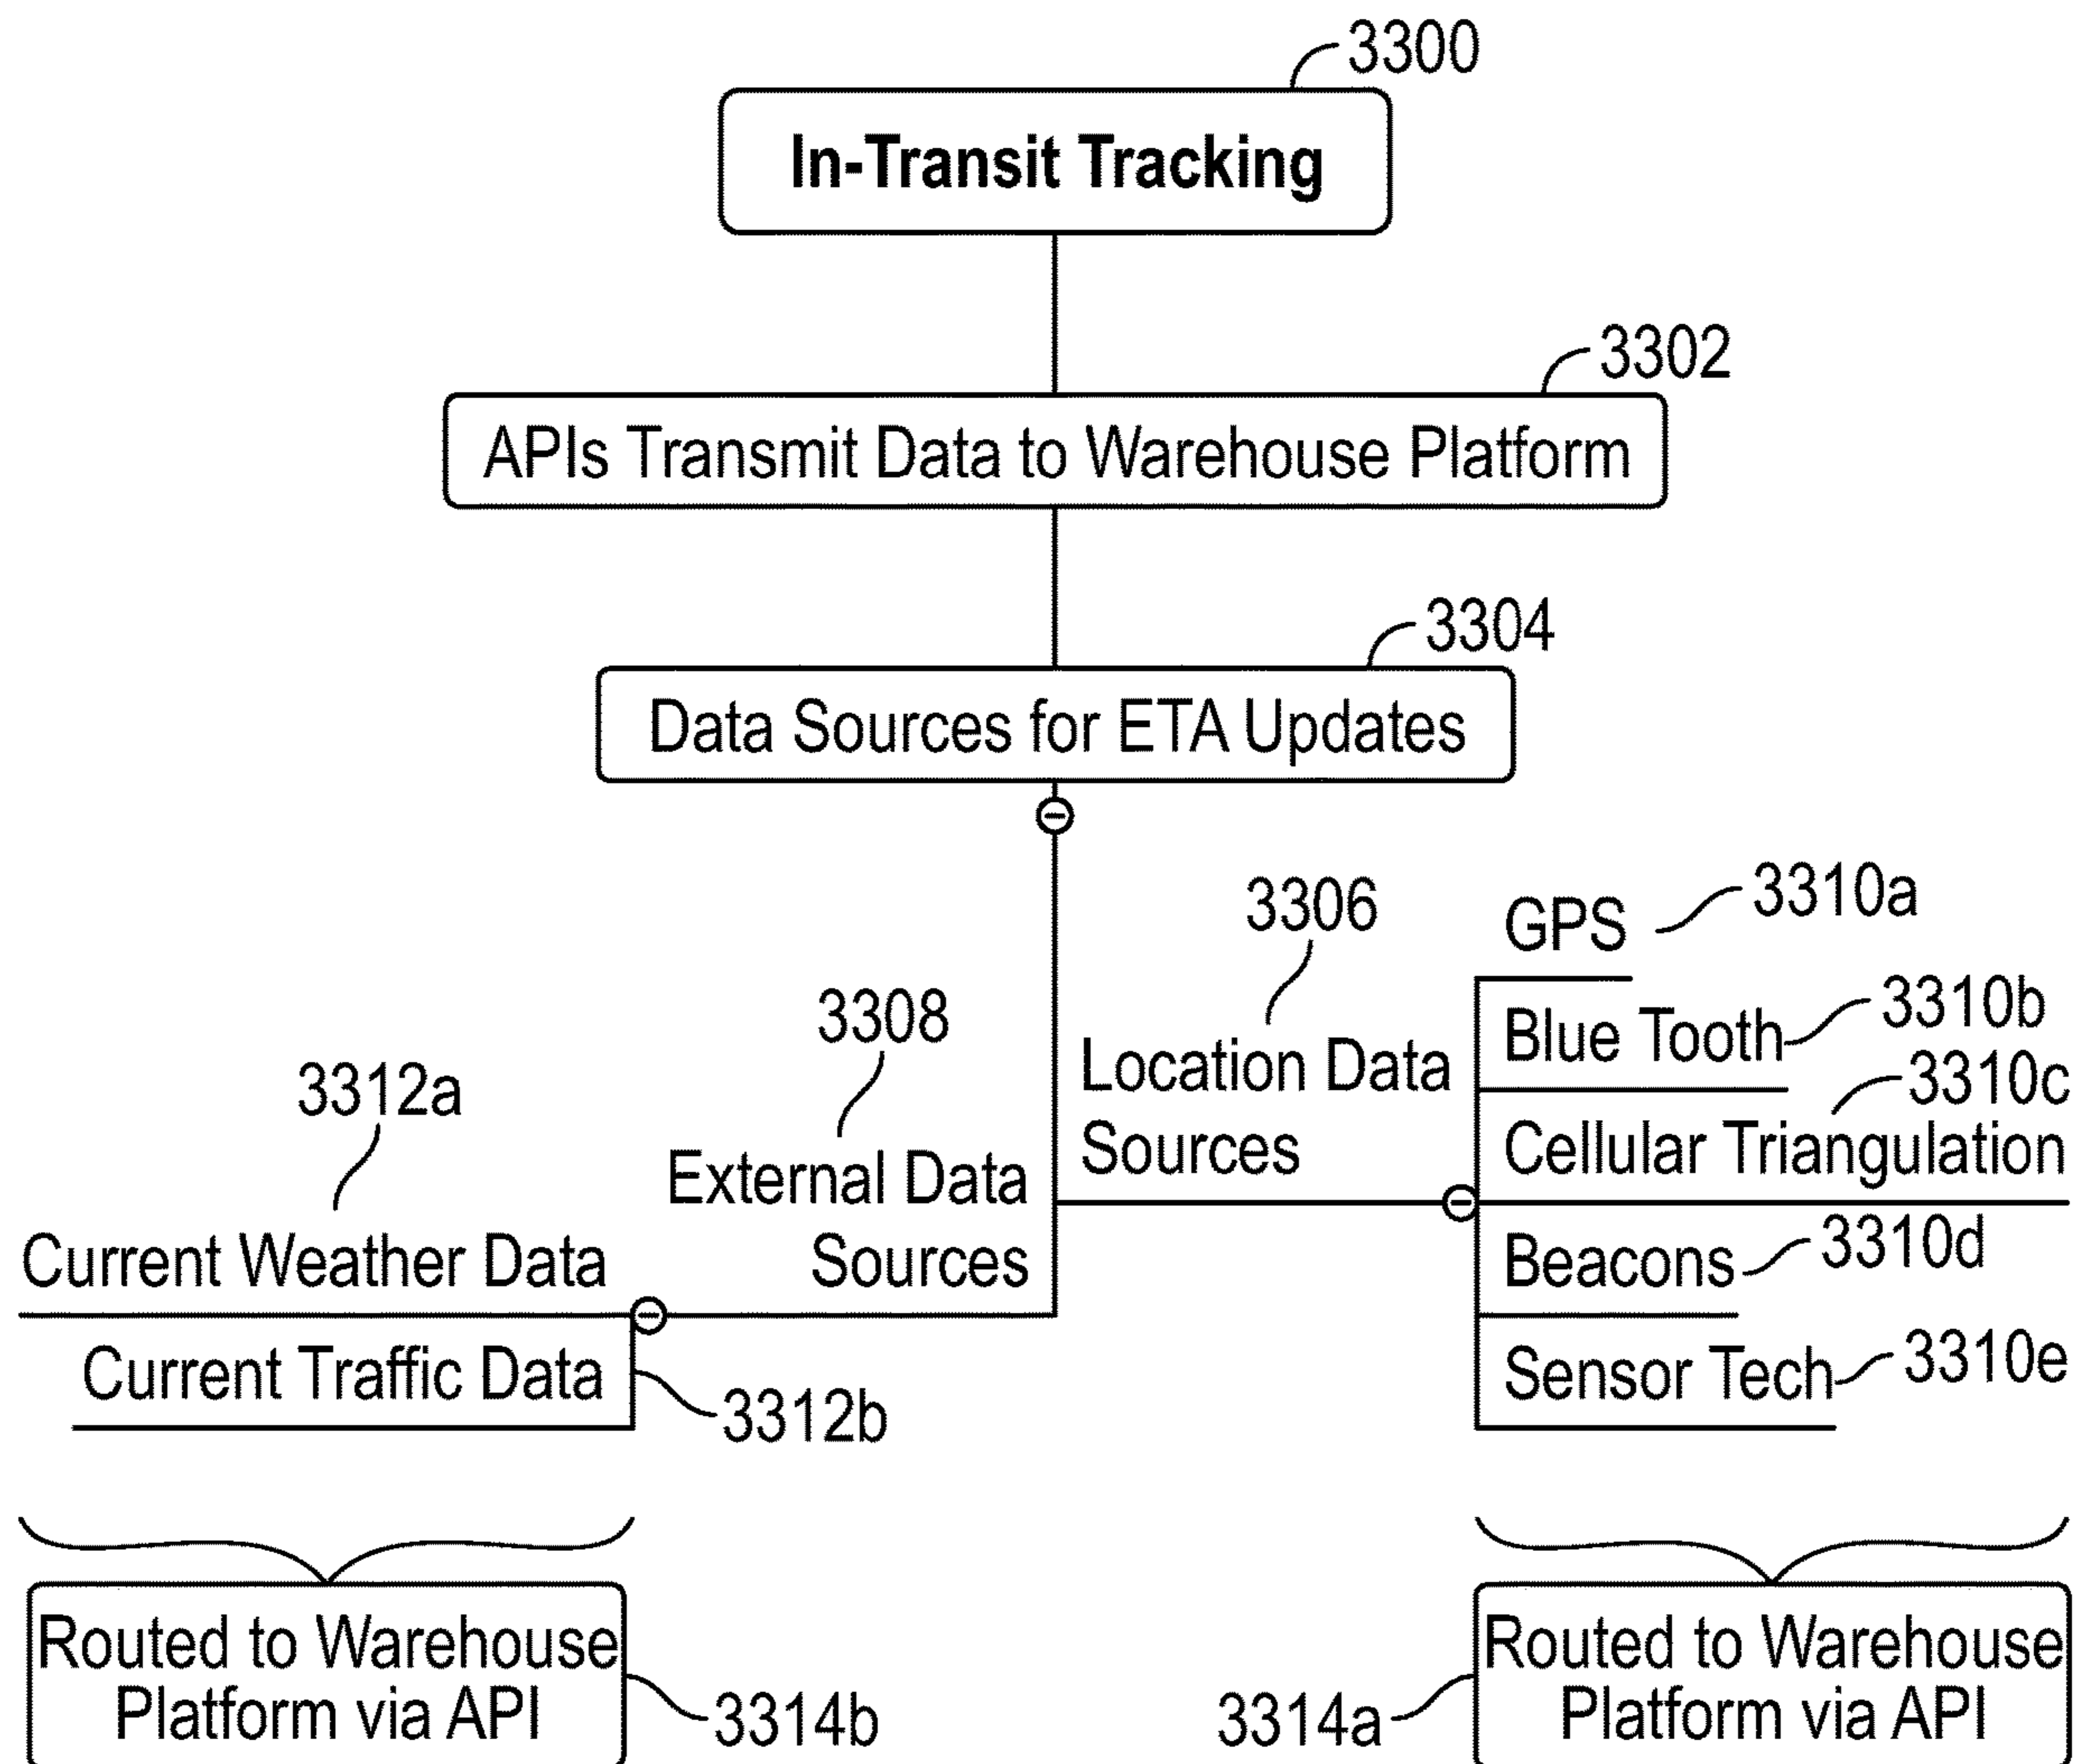 3300
In-Transit Tracking
3302
APIs Transmit Data to Warehouse Platform
3304
Data Sources for ETA Updates
3306
Location Data
Sources
GPS
3310a
Blue Tooth
3310b
3310c
Cellular Triangulation
Beacons
3310d
Sensor Tech
3310e
3308
External Data
Sources
3312a
Current Weather Data
Current Traffic Data
3312b
Routed to Warehouse
Platform via API
3314b
3314a
Routed to Warehouse
Platform via API